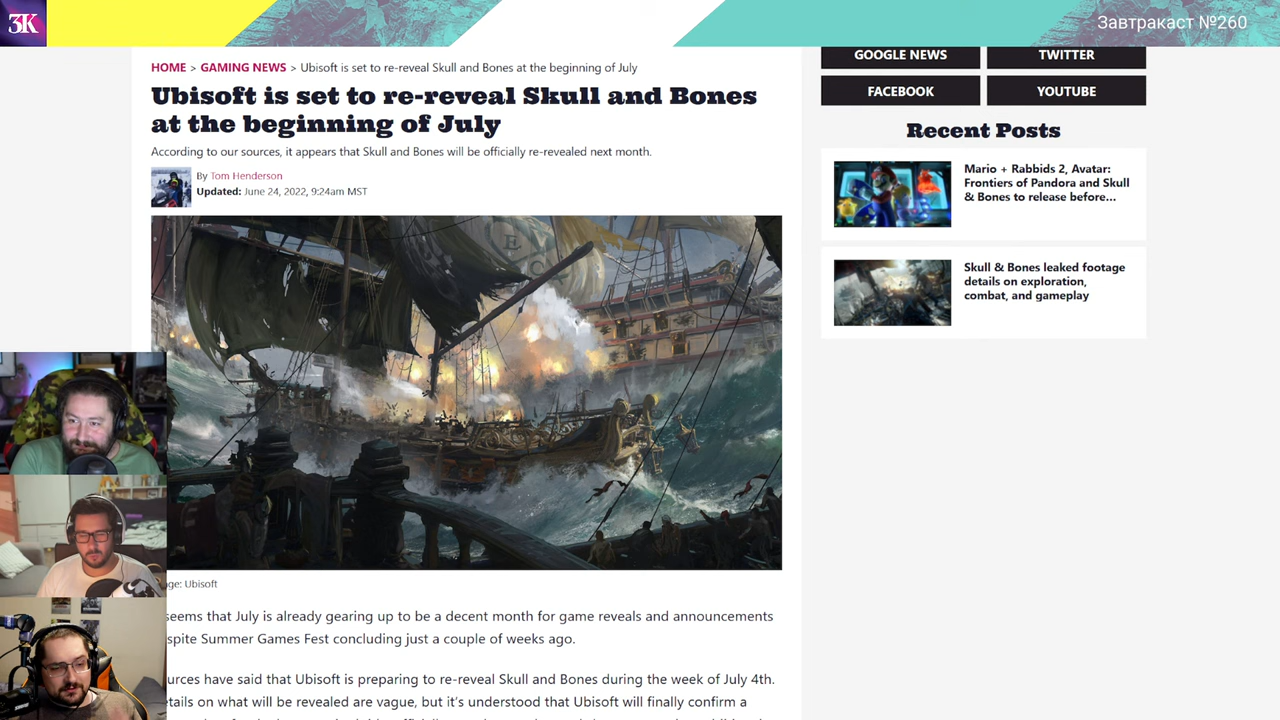 ЗК
Завтракаст №260
HOME > GAMING NEWS > Ubisoft is set to re-reveal Skull and Bones at the beginning of July
Ubisoft is set to re-reveal Skull and Bones
at the beginning of July
According to our sources, it appears that Skull and Bones will be officially re-revealed next month.
By Tom Henderson
Updated: June 24, 2022, 9:24am MST
ge: Ubisoft
seems that July is already gearing up to be a decent month for game reveals and announcements
spite Summer Games Fest concluding just a couple of weeks ago.
urces have said that Ubisoft is preparing to re-reveal Skull and Bones during the week of July 4th.
tails on what will be revealed are vague, but it's understood that Ubisoft will finally confirm a
GOOGLE NEWS
TWITTER
FACEBOOK
YOUTUBE
Recent Posts
Mario + Rabbids 2, Avatar:
Frontiers of Pandora and Skull
& Bones to release before...
Skull & Bones leaked footage
details on exploration,
combat, and gameplay